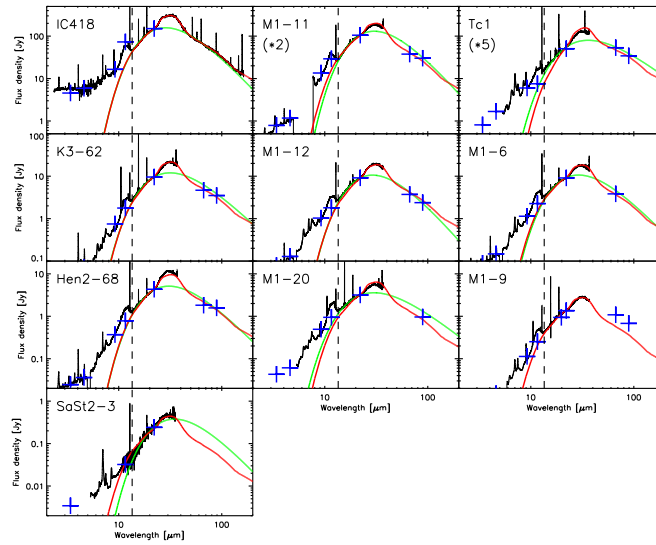 IC418
M1-11
(*2)
Tc1
(*5)
Flux density [Jy]
100
10
1
K3-62
M1-12
M1-6
Flux density [Jy]
100
10
1
0.1
Hen2-68
M1-20
M1-9
Flux density [Jy]
10
1
0.1
0.01
10
100
Wavelength [μm]
10
100
Wavelength [μm]
SaSt2-3
Flux density [Jy]
1
0.1
0.01
10
100
Wavelength [μm]